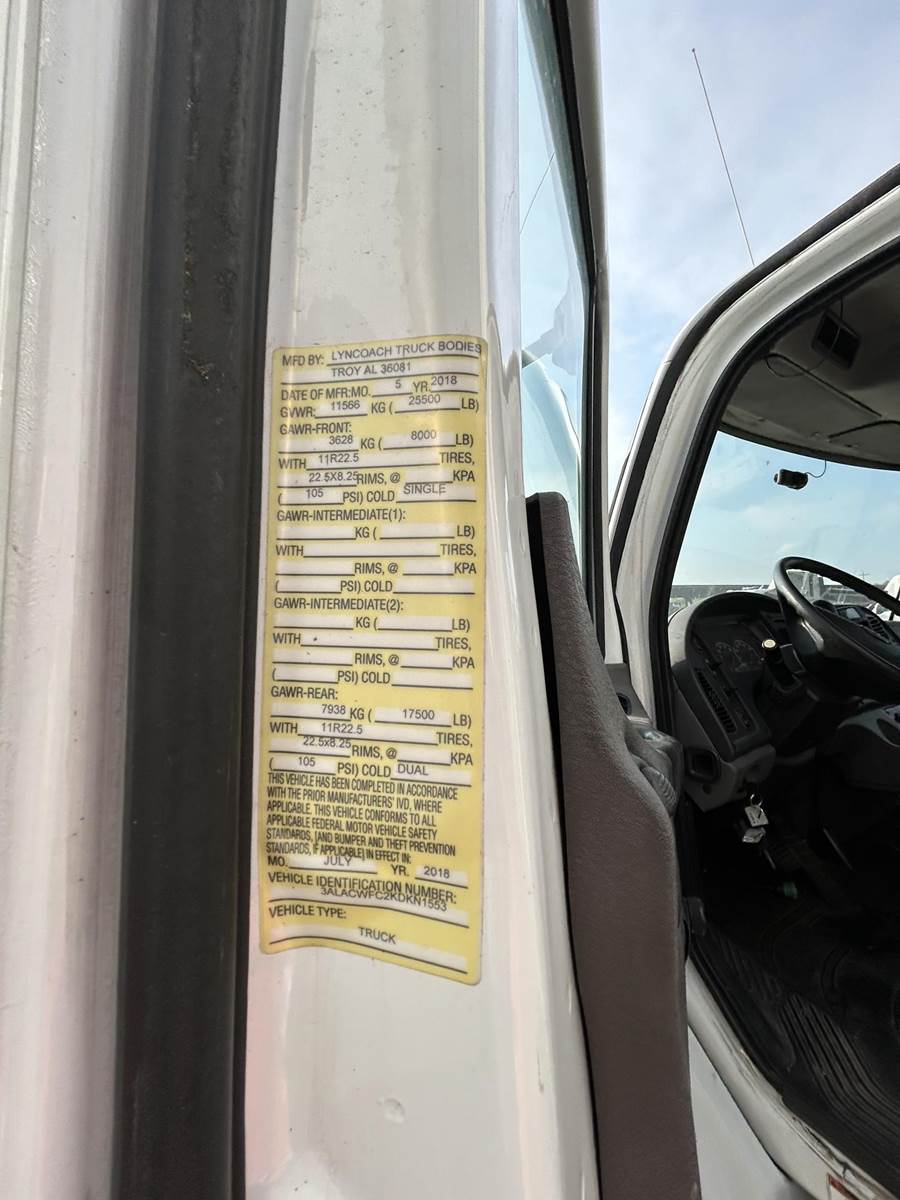 MFD BY: LYNCOACH TRUCK BODIES
TROY AL 36081
DATE OF MFR:MO. 5 YR.2018
GVWR: 11566 KG ( 25500 LB)
GAWR-FRONT:
3628 KG ( 8000 LB)
WITH 11R22.5 TIRES,
22.5X8.25 RIMS, @ KPA
( 105 PSI) COLD SINGLE
GAWR-INTERMEDIATE(1):
KG ( LB)
WITH TIRES,
RIMS, @ KPA
( PSI) COLD
GAWR-INTERMEDIATE(2):
KG ( LB)
WITH TIRES,
RIMS, @ KPA
( PSI) COLD
GAWR-REAR:
7938 KG ( 17500 LB)
WITH 11R22.5 TIRES,
22.5x8.25 RIMS, @ KPA
( 105 PSI) COLD DUAL
THIS VEHICLE HAS BEEN COMPLETED IN ACCORDANCE
WITH THE PRIOR MANUFACTURERS' IVD, WHERE
APPLICABLE. THIS VEHICLE CONFORMS TO ALL
APPLICABLE FEDERAL MOTOR VEHICLE SAFETY
STANDARDS, [AND BUMPER AND THEFT PREVENTION
STANDARDS, IF APPLICABLE] IN EFFECT IN:
MO. JULY YR. 2018
VEHICLE IDENTIFICATION NUMBER:
3ALACWFC2KDKN1553
VEHICLE TYPE:
TRUCK